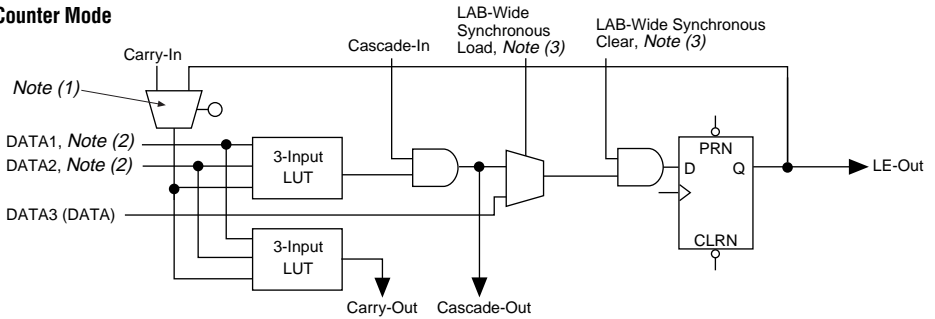 Counter Mode
LAB-Wide
Synchronous
Load, Note (3)
LAB-Wide Synchronous
Clear, Note (3)
Cascade-In
Carry-In
Note (1)
DATA1, Note (2)
DATA2, Note (2)
3-Input
LUT
PRN
D Q
LE-Out
DATA3 (DATA)
3-Input
LUT
CLRN
Carry-Out Cascade-Out